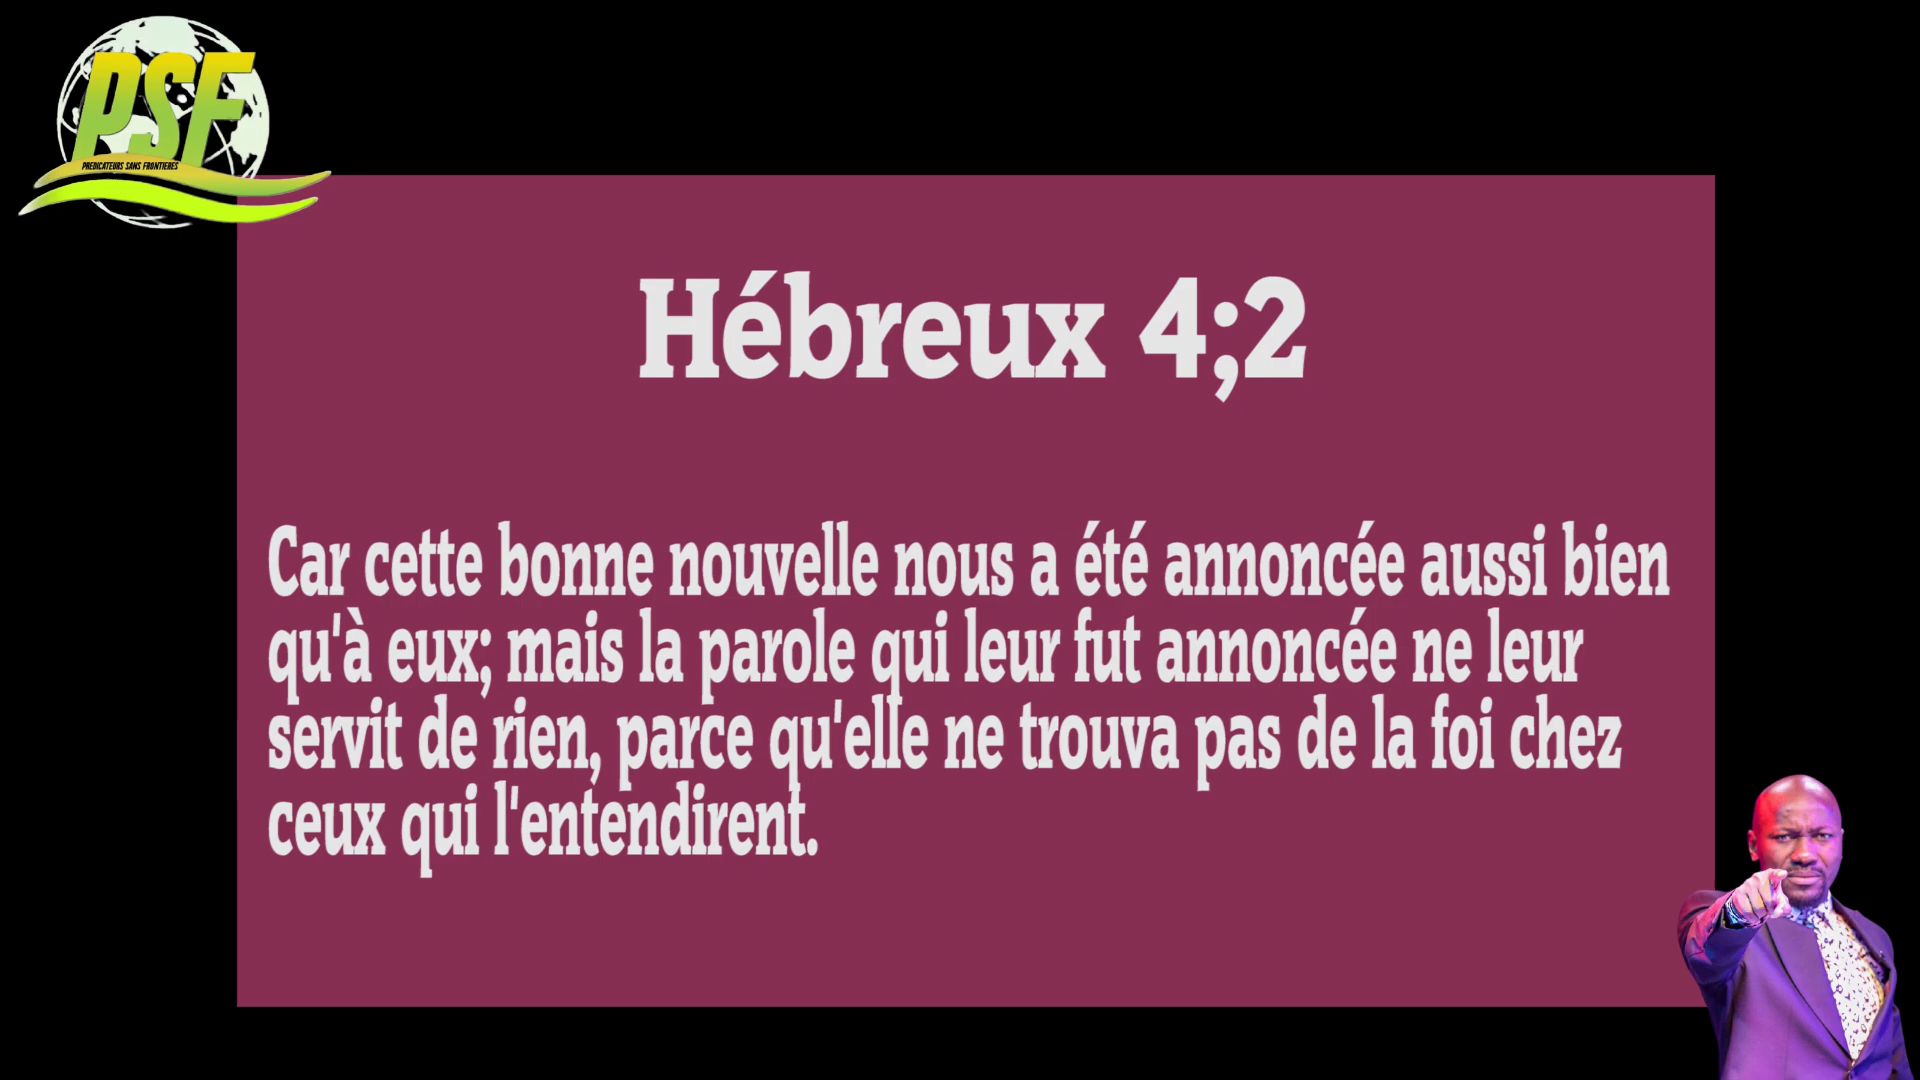 PSF
PREDICATEURS SANS FRONTIERES
Hébreux 4;2
Car cette bonne nouvelle nous a été annoncée aussi bien
qu'à eux; mais la parole qui leur fut annoncée ne leur
servit de rien, parce qu'elle ne trouva pas de la foi chez
ceux qui l'entendirent.